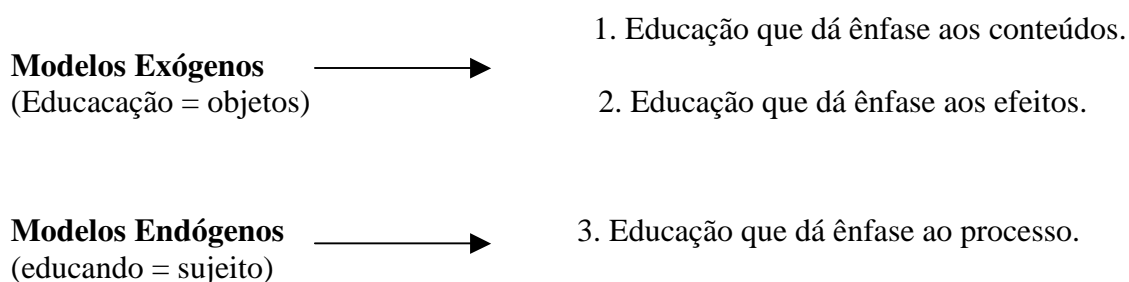 1. Educação que dá ênfase aos conteúdos.
Modelos Exógenos
(Educacação = objetos)
2. Educação que dá ênfase aos efeitos.
Modelos Endógenos
3. Educação que dá ênfase ao processo.
(educando = sujeito)